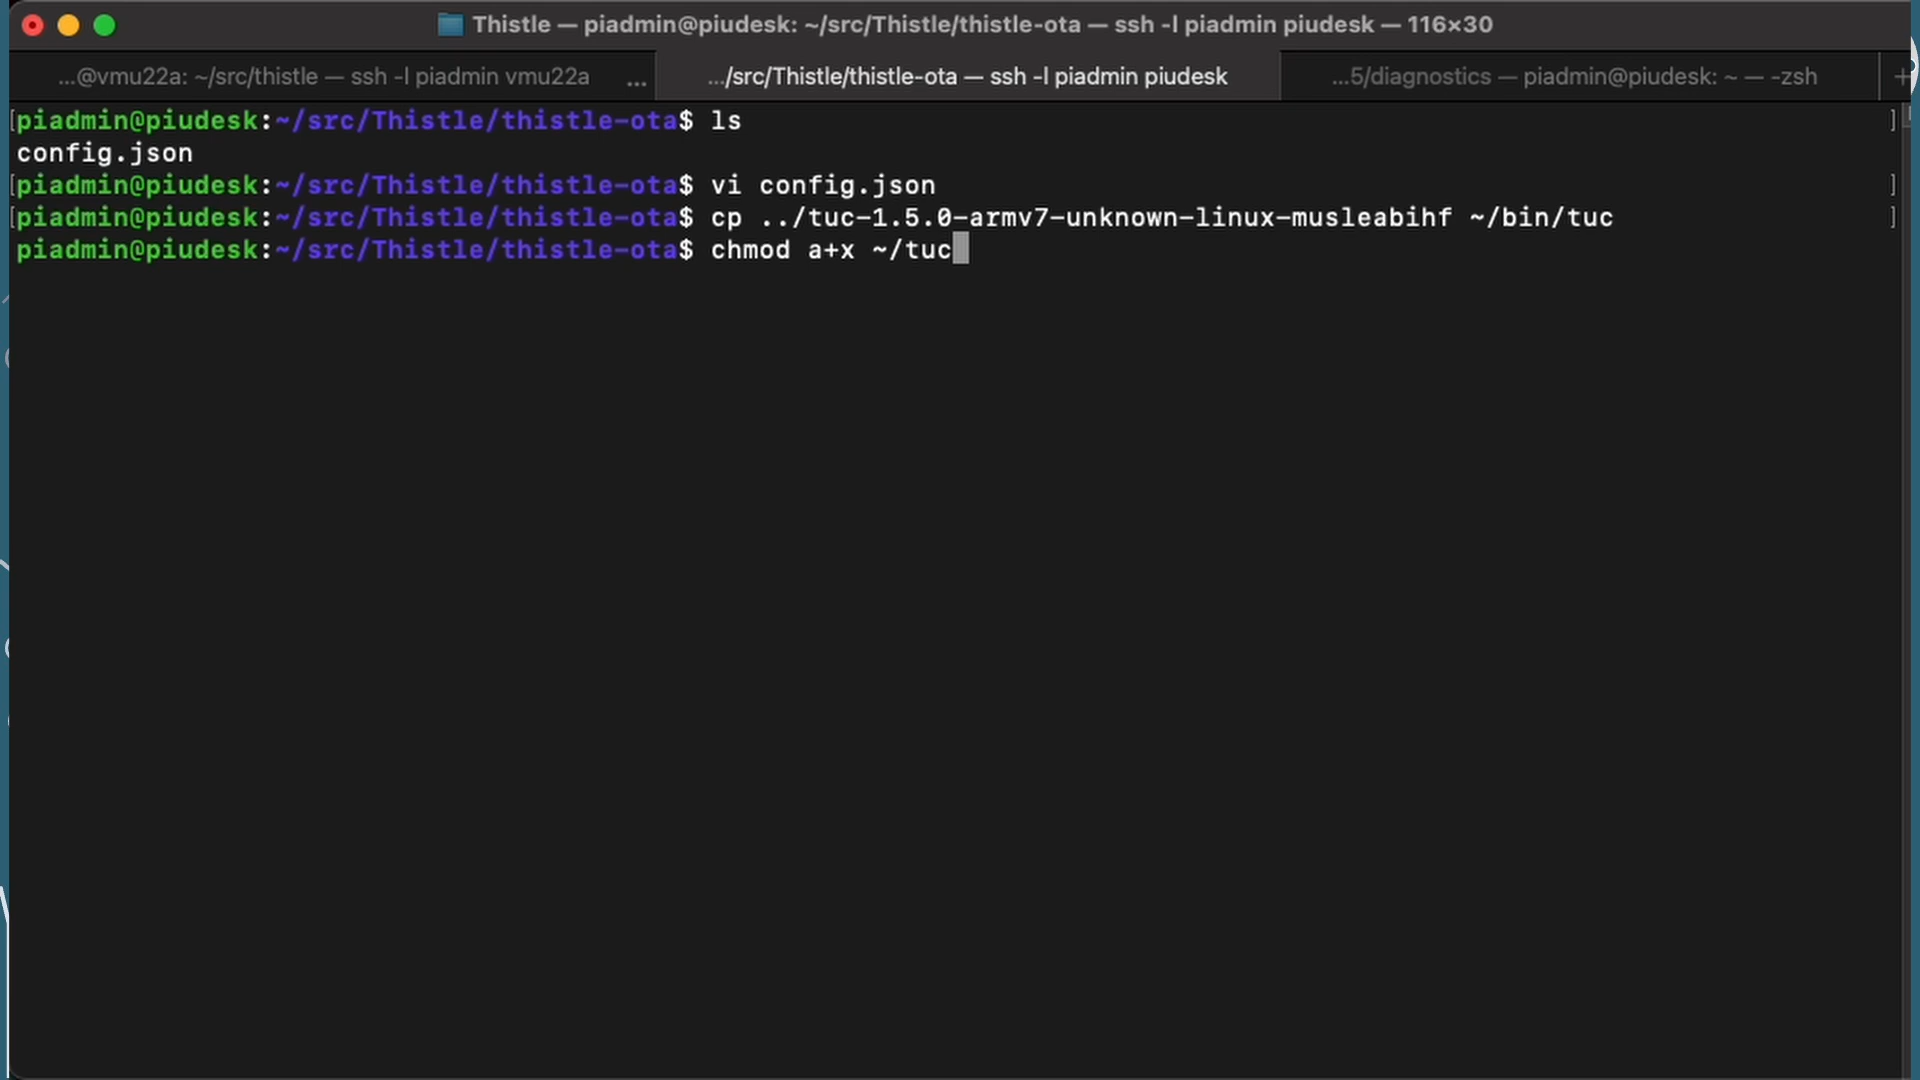 Thistle — piadmin@piudesk: ~/src/Thistle/thistle-ota — ssh -l piadmin piudesk — 116×30
...@vmu22a: ~/src/thistle — ssh -l piadmin vmu22a ... .../src/Thistle/thistle-ota — ssh -l piadmin piudesk ...5/diagnostics — piadmin@piudesk: ~ — -zsh +
[piadmin@piudesk:~/src/Thistle/thistle-ota$ ls ]
config.json
[piadmin@piudesk:~/src/Thistle/thistle-ota$ vi config.json ]
[piadmin@piudesk:~/src/Thistle/thistle-ota$ cp ../tuc-1.5.0-armv7-unknown-linux-musleabihf ~/bin/tuc ]
piadmin@piudesk:~/src/Thistle/thistle-ota$ chmod a+x ~/tuc